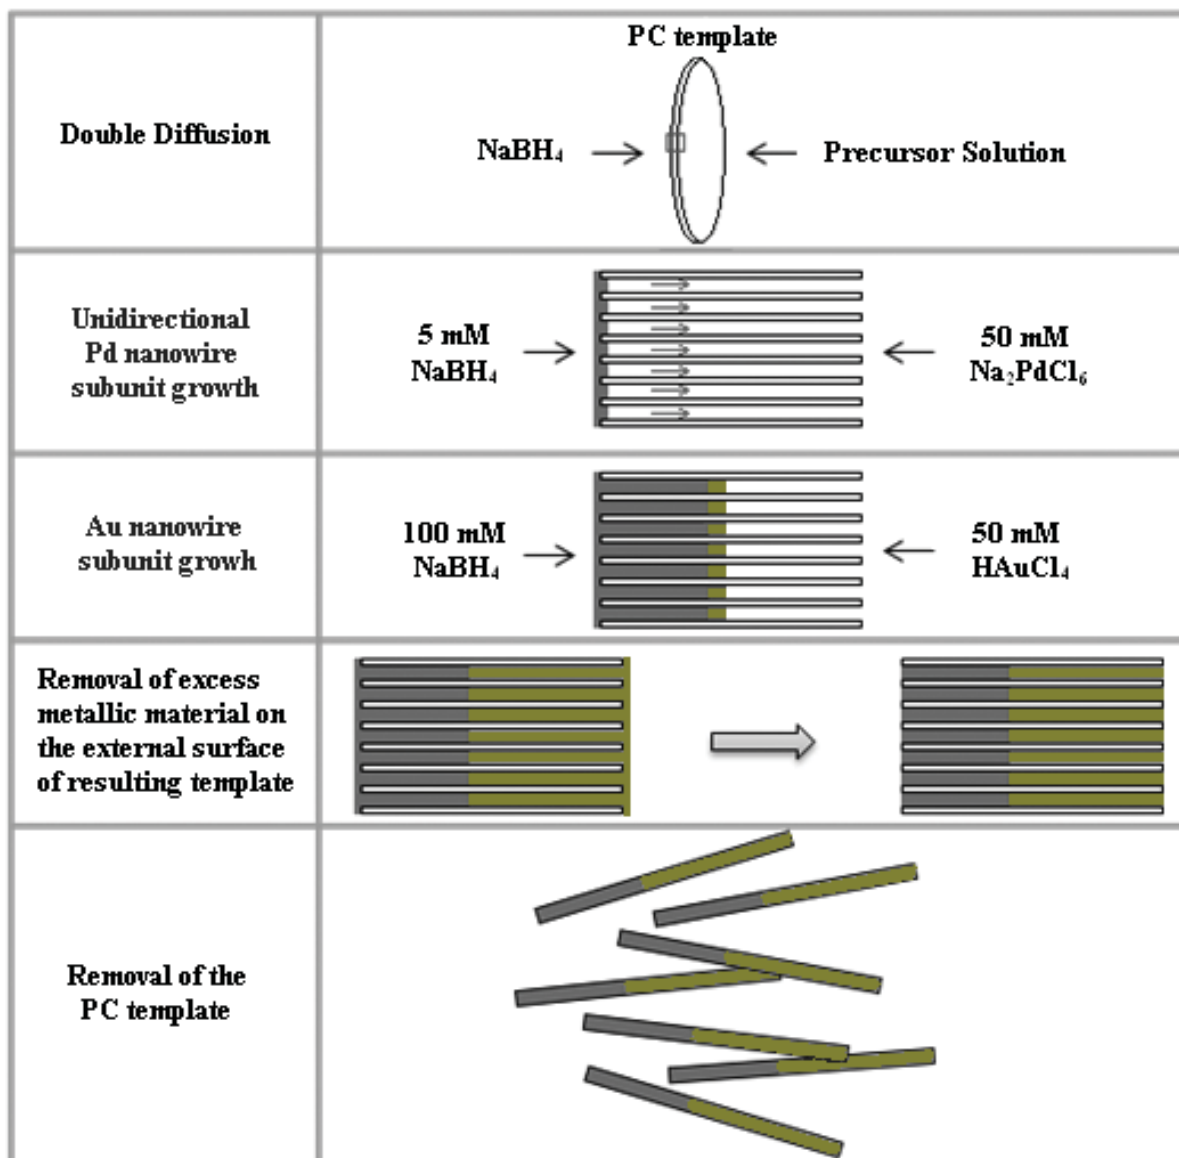 PC template
Double Diffusion
NaBH₄
Precursor Solution
Unidirectional
Pd nanowire
subunit growth
5 mM
NaBH₄
50 mM
Na₂PdCl₆
Au nanowire
subunit growh
100 mM
NaBH₄
50 mM
HAuCl₄
Removal of excess
metallic material on
the external surface
of resulting template
Removal of the
PC template